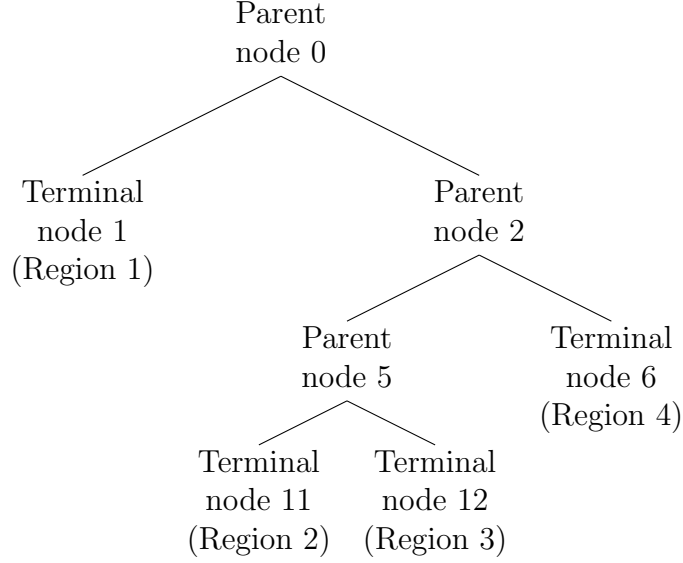 Parent
node 0
Terminal
node 1
(Region 1)
Parent
node 2
Parent
node 5
Terminal
node 6
(Region 4)
Terminal
node 11
(Region 2)
Terminal
node 12
(Region 3)